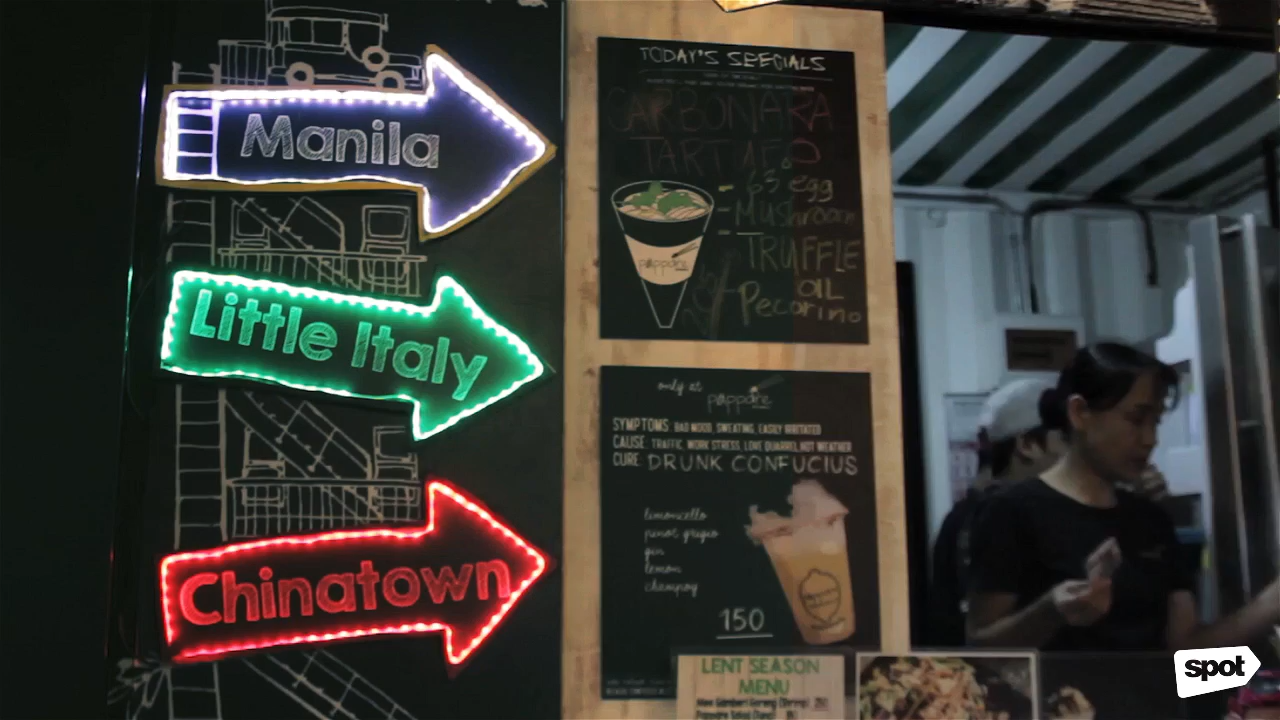 Manila
Little Italy
Chinatown
TODAY'S SPECIALS
CARBONARA
TARTUFO
63° egg
Mushroom
TRUFFLE
OIL
Pecorino
pappare
only at
pappare
SYMPTOMS: BAD MOOD, SWEATING, EASILY IRRITATED
CAUSE: TRAFFIC, WORK STRESS, LOVE QUARREL, HOT WEATHER
CURE: DRUNK CONFUCIUS
limoncello
pinot grigio
gin
lemon
champoy
150
LENT SEASON
MENU
spot